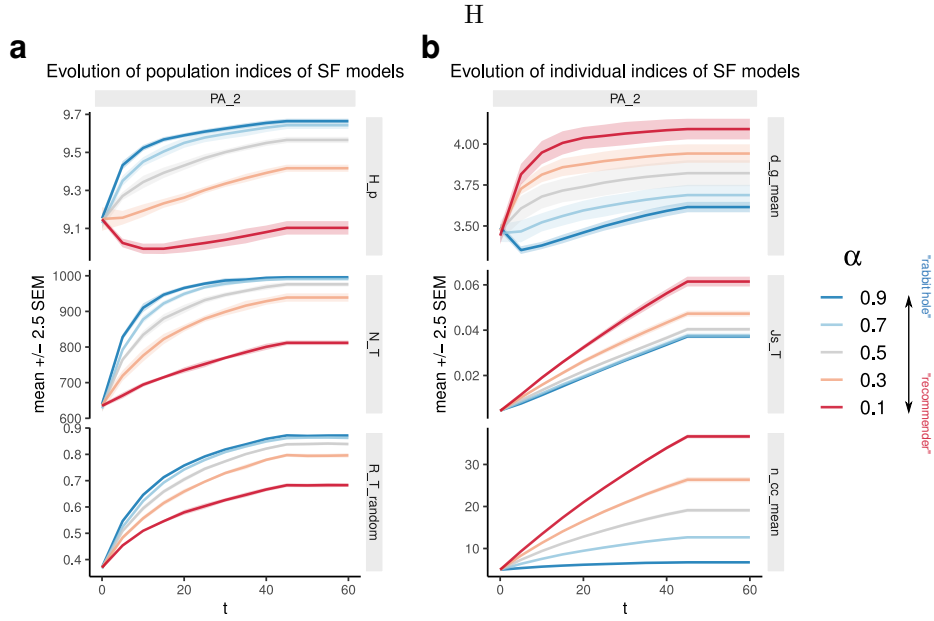 H
a
Evolution of population indices of SF models
PA_2
mean +/− 2.5 SEM
9.7
9.5
9.3
9.1
H_p
mean +/− 2.5 SEM
1000
900
800
700
600
N_T
0.9
0.8
0.7
0.6
0.5
0.4
R_T_random
0
20
40
60
t
b
Evolution of individual indices of SF models
PA_2
4.00
3.75
3.50
d_g_mean
0.06
0.04
0.02
Js_T
30
20
10
n_cc_mean
0
20
40
60
t
α
0.9
0.7
0.5
0.3
0.1
"rabbit hole"
"recommender"